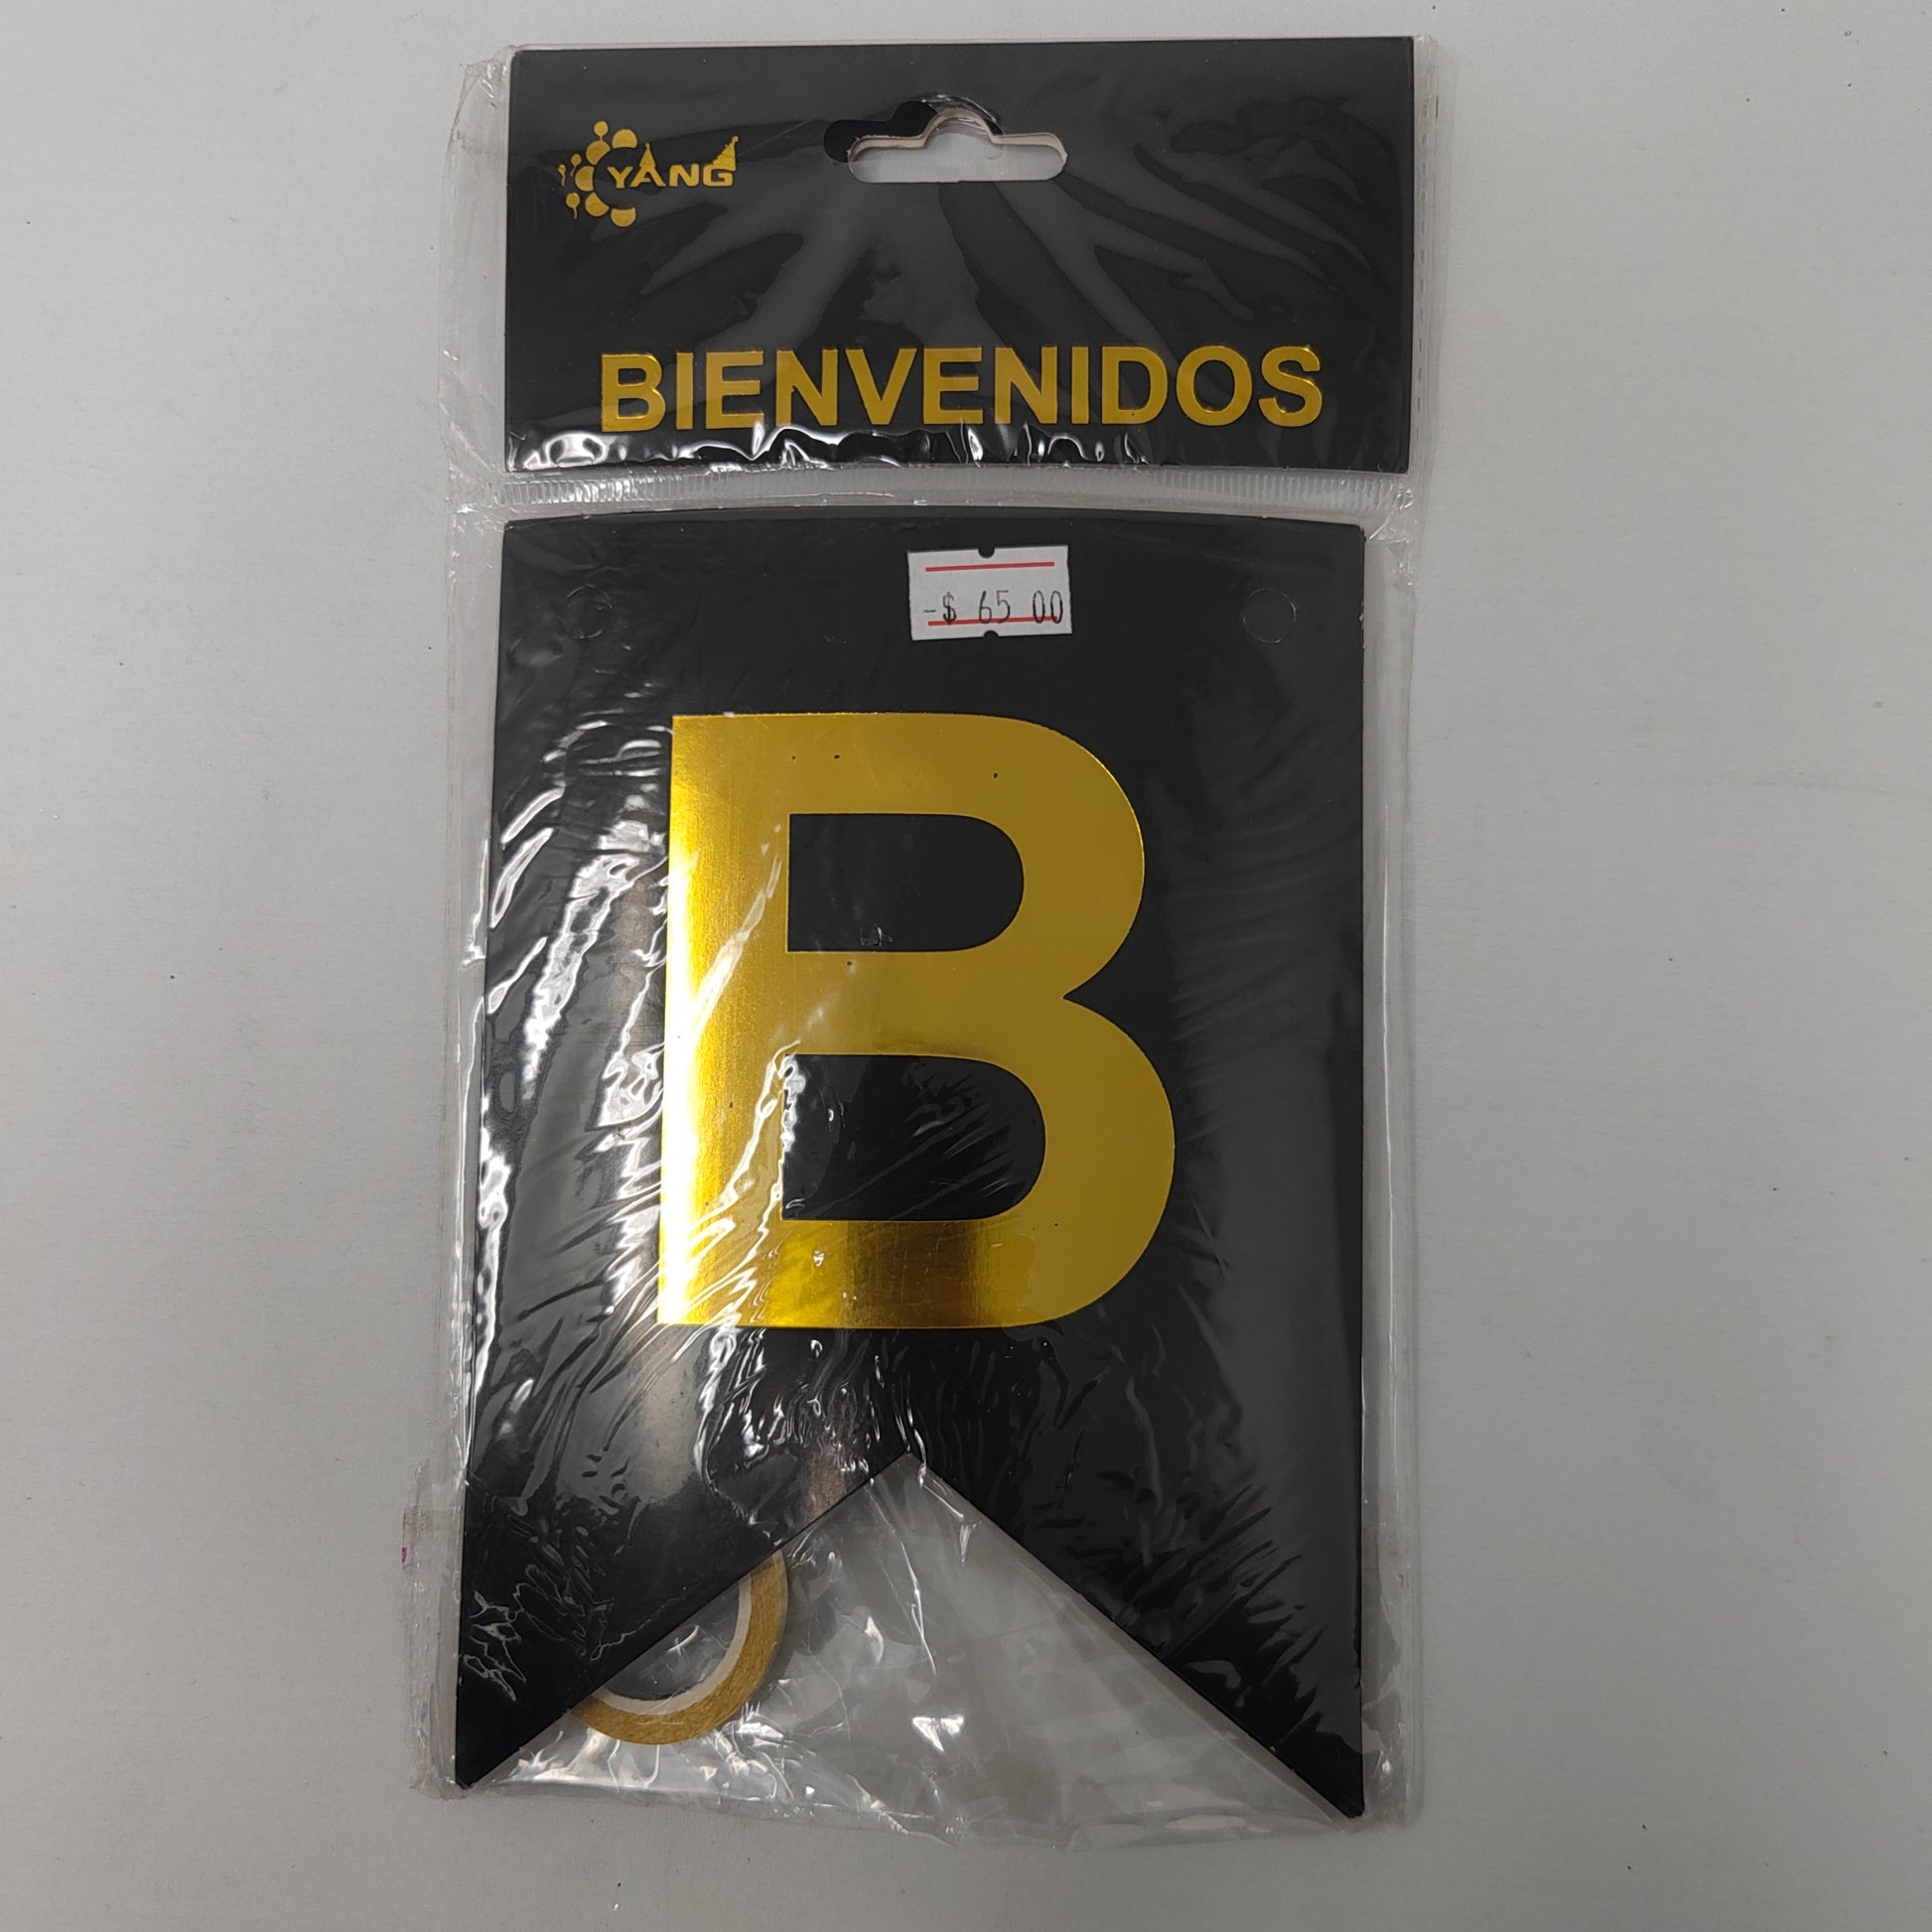 YANG
BIENVENIDOS
-$ 65 00
B